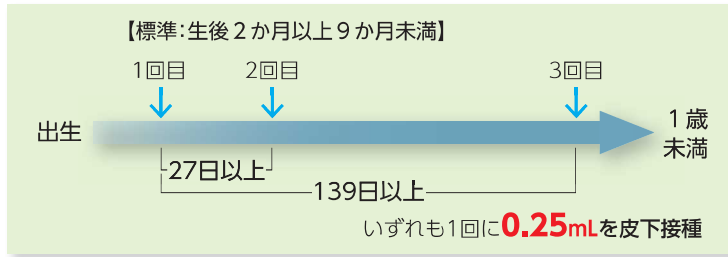 【標準:生後2か月以上9か月未満】
1回目 2回目 3回目
出生
1歳
未満
27日以上
139日以上
いずれも1回に0.25mLを皮下接種